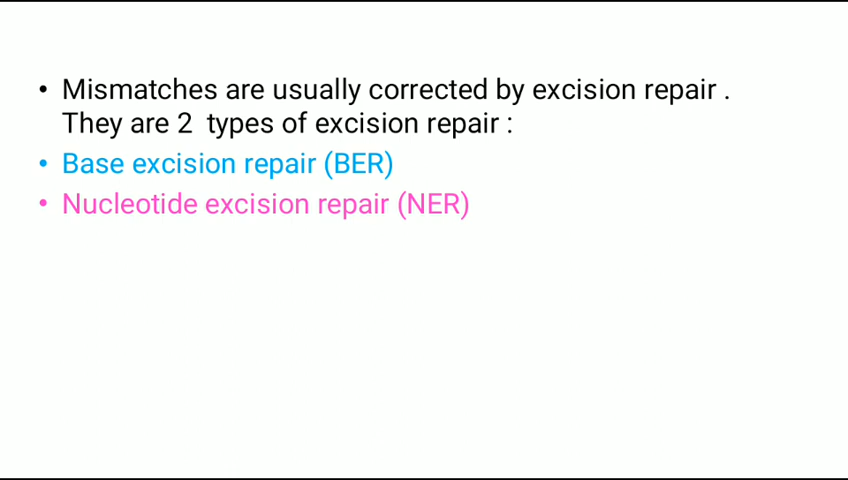 • Mismatches are usually corrected by excision repair .
They are 2  types of excision repair :
• Base excision repair (BER)
• Nucleotide excision repair (NER)